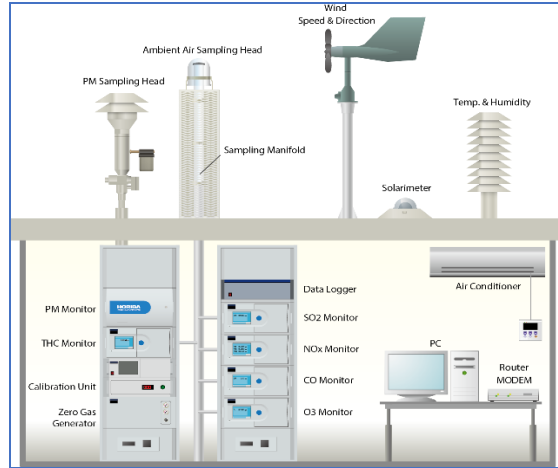 Wind
Speed & Direction
Ambient Air Sampling Head
PM Sampling Head
Temp. & Humidity
Sampling Manifold
Solarimeter
Data Logger
Air Conditioner
PM Monitor
HORIBA
SO2 Monitor
THC Monitor
NOx Monitor
PC
Calibration Unit
CO Monitor
Router
MODEM
Zero Gas
Generator
O3 Monitor